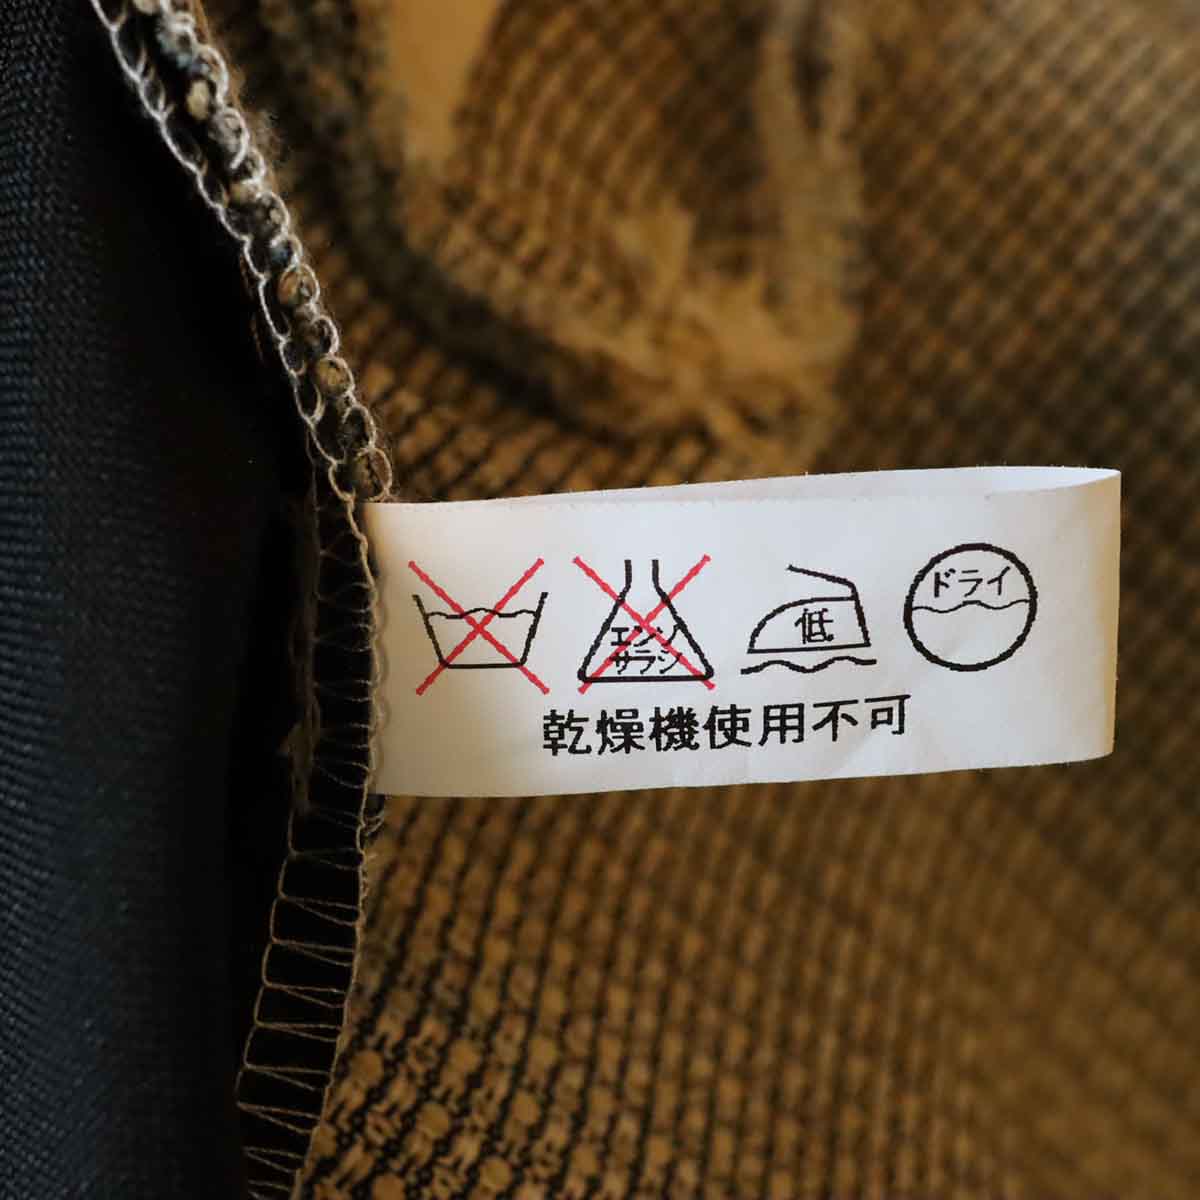 エンソ
サラシ
低
ドライ
乾燥機使用不可